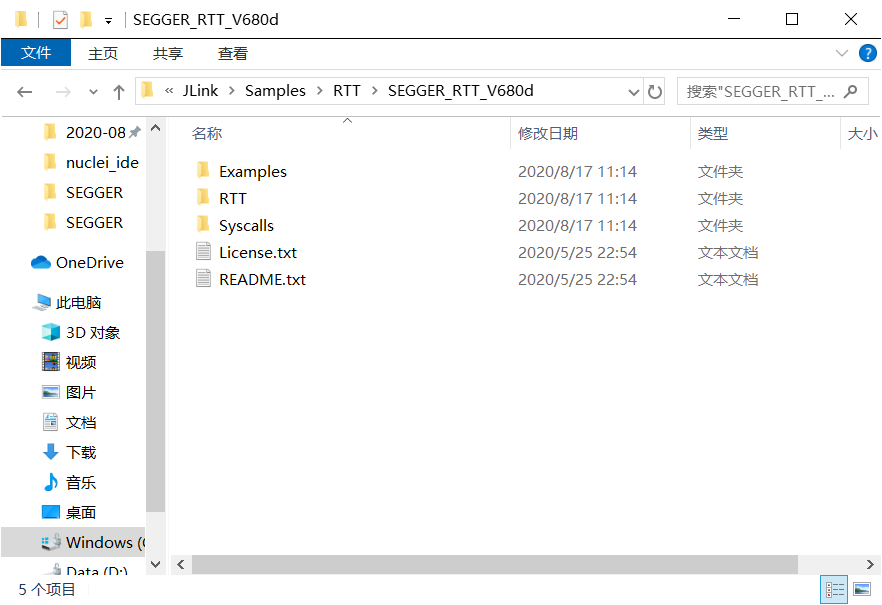 SEGGER_RTT_V680d
文件 主页 共享 查看
« JLink > Samples > RTT > SEGGER_RTT_V680d
搜索"SEGGER_RTT_...
名称 修改日期 类型 大小
2020-08
nuclei_ide
SEGGER
SEGGER
OneDrive
此电脑
3D 对象
视频
图片
文档
下载
音乐
桌面
Windows (
Data (D:)
Examples 2020/8/17 11:14 文件夹
RTT 2020/8/17 11:14 文件夹
Syscalls 2020/8/17 11:14 文件夹
License.txt 2020/5/25 22:54 文本文档
README.txt 2020/5/25 22:54 文本文档
5 个项目